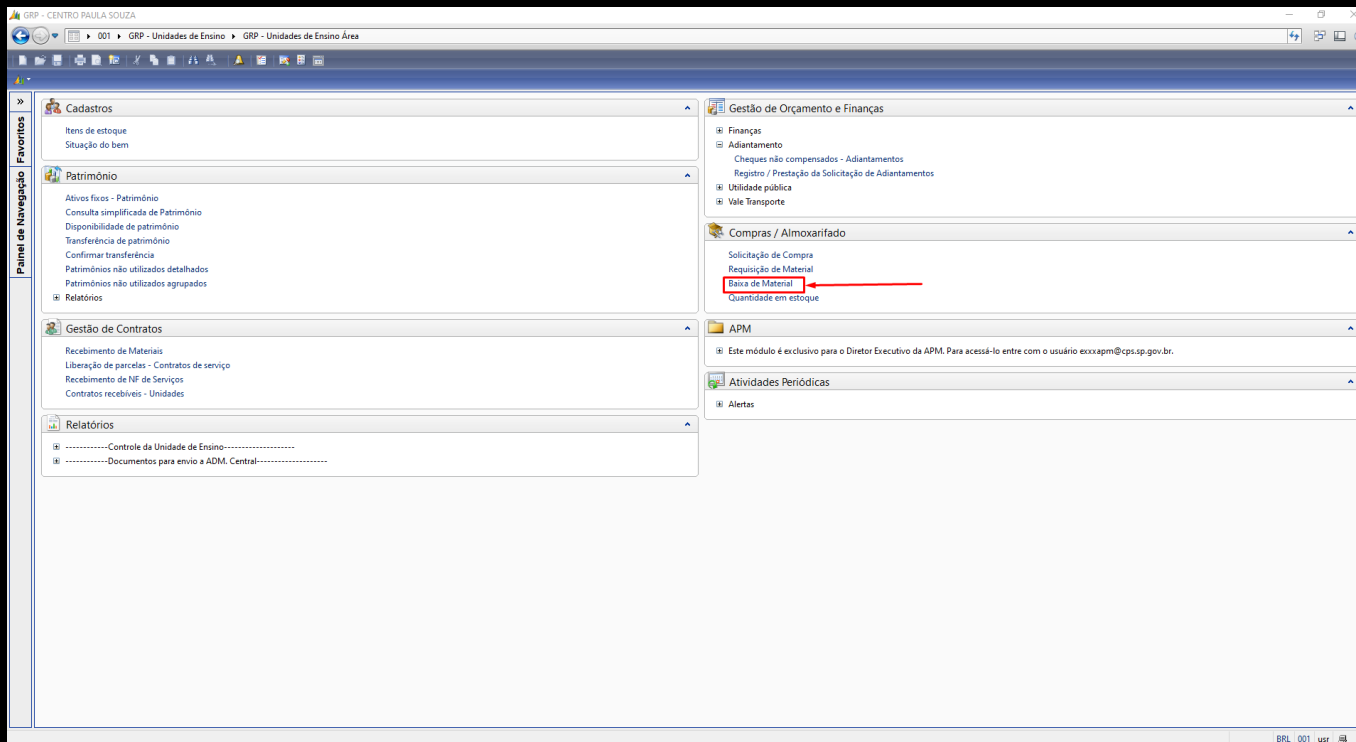 GRP - CENTRO PAULA SOUZA
001 GRP - Unidades de Ensino GRP - Unidades de Ensino Área
Favoritos
Painel de Navegação
Cadastros
Itens de estoque
Situação do bem
Patrimônio
Ativos fixos - Patrimônio
Consulta simplificada de Patrimônio
Disponibilidade de patrimônio
Transferência de patrimônio
Confirmar transferência
Patrimônios não utilizados detalhados
Patrimônios não utilizados agrupados
Relatórios
Gestão de Contratos
Recebimento de Materiais
Liberação de parcelas - Contratos de serviço
Recebimento de NF de Serviços
Contratos recebíveis - Unidades
Relatórios
------------Controle da Unidade de Ensino--------------------
------------Documentos para envio a ADM. Central--------------------
Gestão de Orçamento e Finanças
Finanças
Adiantamento
Cheques não compensados - Adiantamentos
Registro / Prestação da Solicitação de Adiantamentos
Utilidade pública
Vale Transporte
Compras / Almoxarifado
Solicitação de Compra
Requisição de Material
Baixa de Material
Quantidade em estoque
APM
Este módulo é exclusivo para o Diretor Executivo da APM. Para acessá-lo entre com o usuário exxxapm@cps.sp.gov.br.
Atividades Periódicas
Alertas
BRL 001 usr